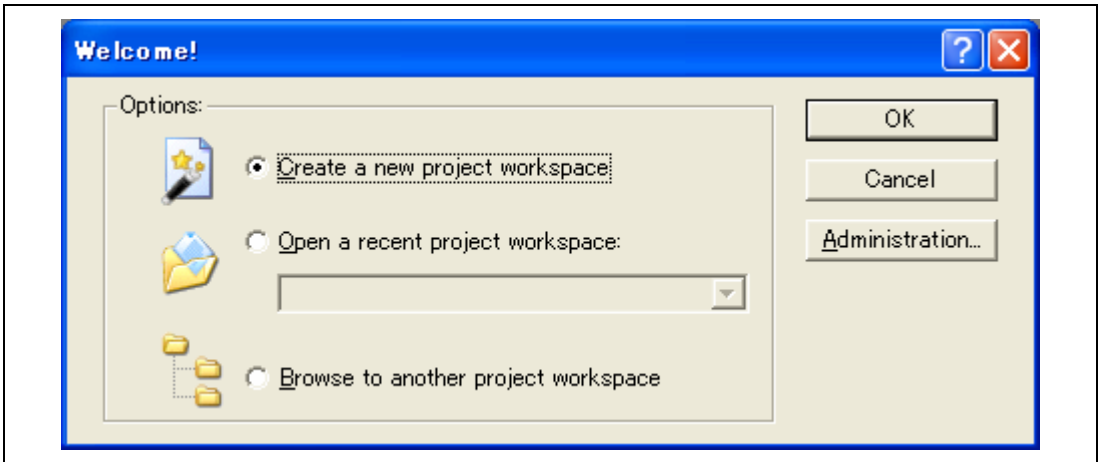 Welcome!
Options:
Create a new project workspace
Open a recent project workspace:
Browse to another project workspace
OK
Cancel
Administration...